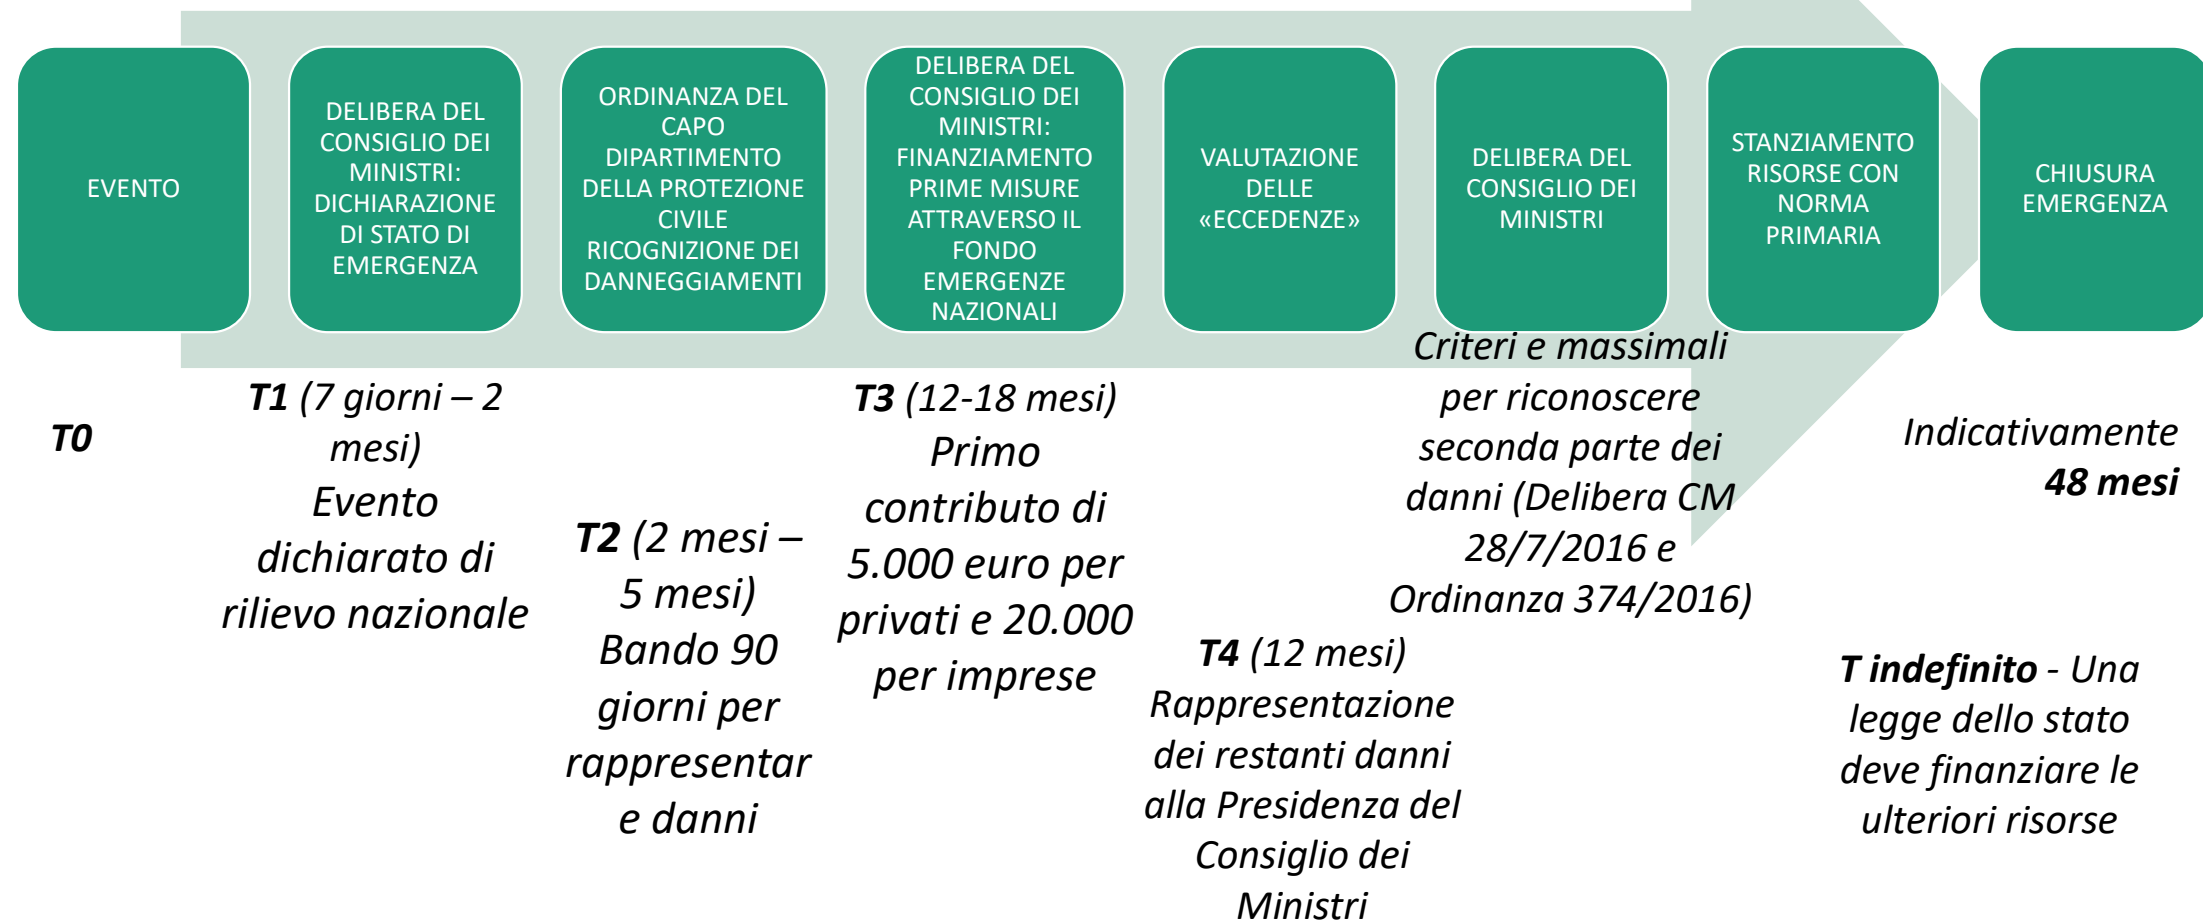 EVENTO
DELIBERA DEL
CONSIGLIO DEI
MINISTRI:
DICHIARAZIONE
DI STATO DI
EMERGENZA
ORDINANZA DEL
CAPO
DIPARTIMENTO
DELLA PROTEZIONE
CIVILE
RICOGNIZIONE DEI
DANNEGGIAMENTI
DELIBERA DEL
CONSIGLIO DEI
MINISTRI:
FINANZIAMENTO
PRIME MISURE
ATTRAVERSO IL
FONDO
EMERGENZE
NAZIONALI
VALUTAZIONE
DELLE
«ECCEDENZE»
DELIBERA DEL
CONSIGLIO DEI
MINISTRI
STANZIAMENTO
RISORSE CON
NORMA
PRIMARIA
CHIUSURA
EMERGENZA
T0
T1 (7 giorni – 2
mesi)
Evento
dichiarato di
rilievo nazionale
T2 (2 mesi –
5 mesi)
Bando 90
giorni per
rappresentar
e danni
T3 (12-18 mesi)
Primo
contributo di
5.000 euro per
privati e 20.000
per imprese
T4 (12 mesi)
Rappresentazione
dei restanti danni
alla Presidenza del
Consiglio dei
Ministri
Criteri e massimali
per riconoscere
seconda parte dei
danni (Delibera CM
28/7/2016 e
Ordinanza 374/2016)
T indefinito - Una
legge dello stato
deve finanziare le
ulteriori risorse
Indicativamente
48 mesi